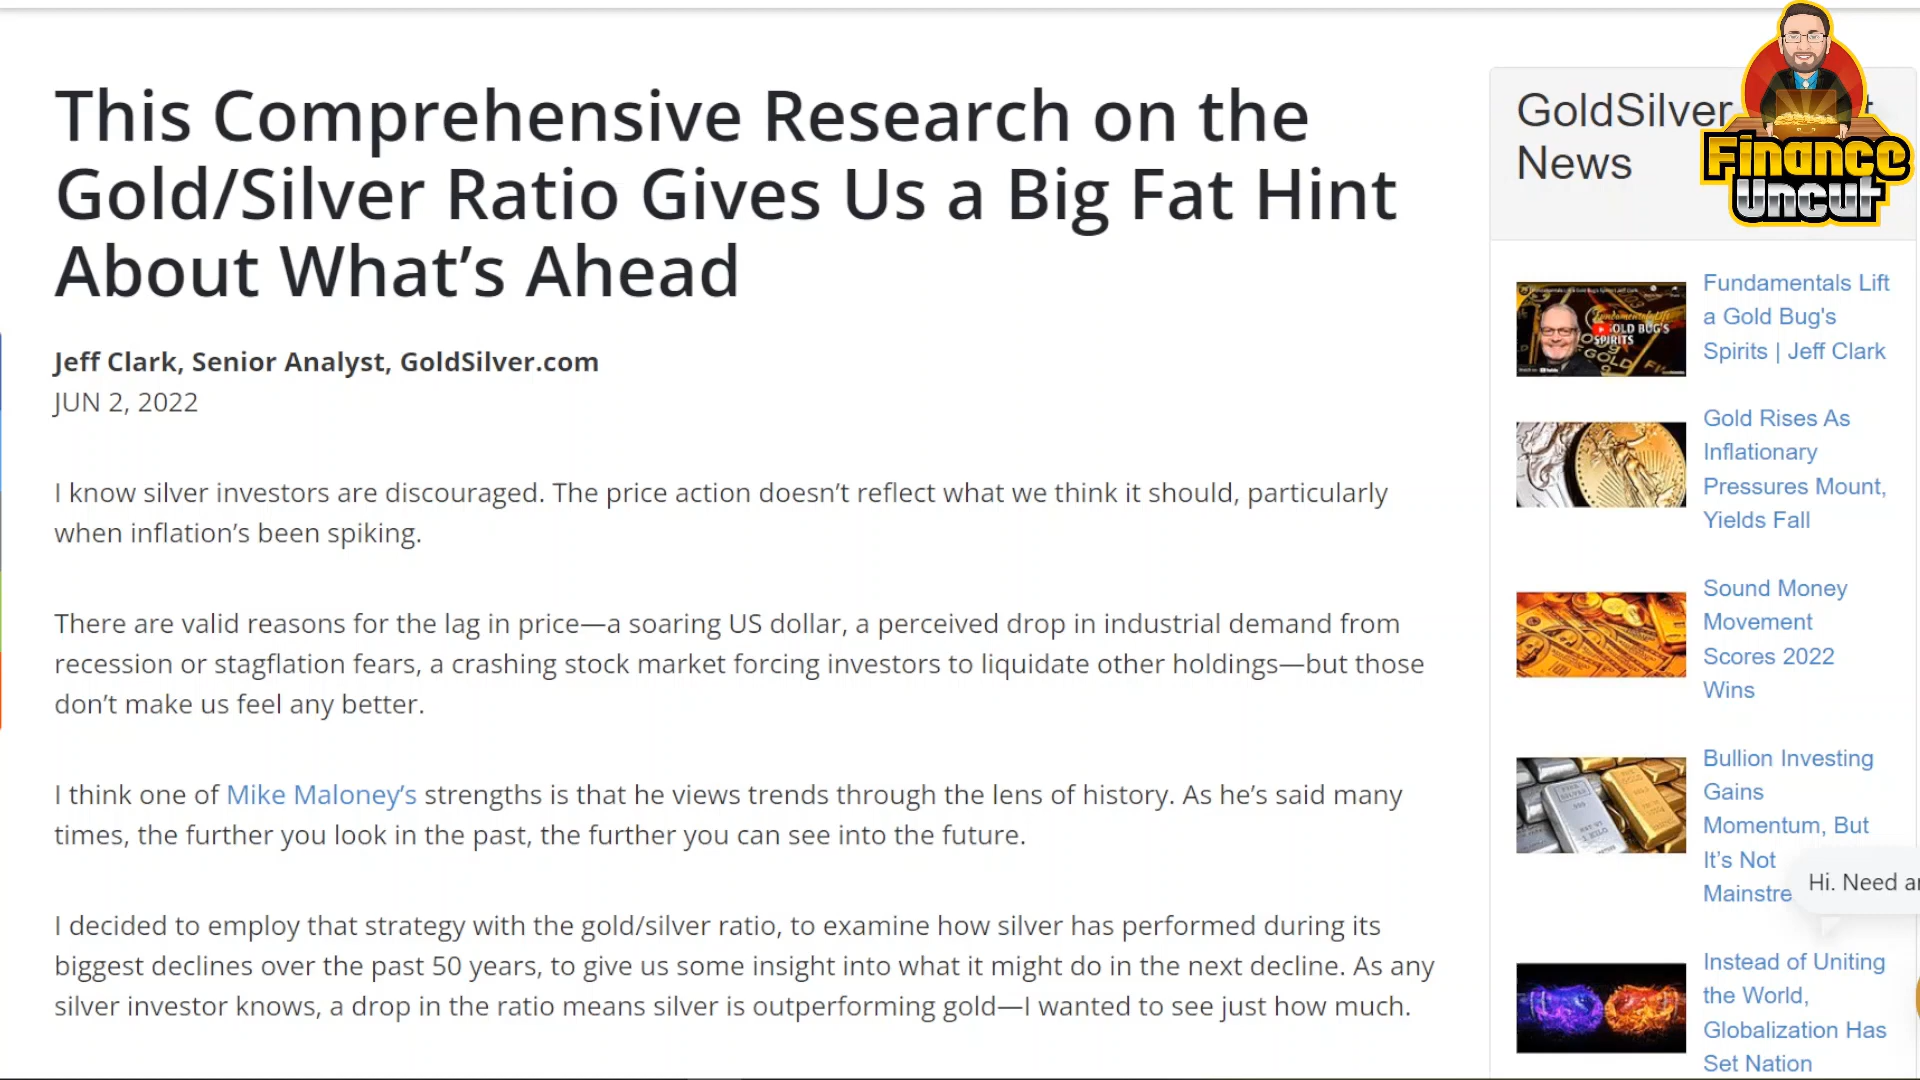 This Comprehensive Research on the
Gold/Silver Ratio Gives Us a Big Fat Hint
About What's Ahead
Jeff Clark, Senior Analyst, GoldSilver.com
JUN 2, 2022
I know silver investors are discouraged. The price action doesn't reflect what we think it should, particularly
when inflation's been spiking.
There are valid reasons for the lag in price—a soaring US dollar, a perceived drop in industrial demand from
recession or stagflation fears, a crashing stock market forcing investors to liquidate other holdings—but those
don't make us feel any better.
I think one of Mike Maloney's strengths is that he views trends through the lens of history. As he's said many
times, the further you look in the past, the further you can see into the future.
I decided to employ that strategy with the gold/silver ratio, to examine how silver has performed during its
biggest declines over the past 50 years, to give us some insight into what it might do in the next decline. As any
silver investor knows, a drop in the ratio means silver is outperforming gold—I wanted to see just how much.
GoldSilver
News
Finance
Uncut
GOLD BUG'S
SPIRITS
Fundamentals Lift
a Gold Bug's
Spirits | Jeff Clark
Gold Rises As
Inflationary
Pressures Mount,
Yields Fall
Sound Money
Movement
Scores 2022
Wins
Bullion Investing
Gains
Momentum, But
It's Not
Mainstre
Hi. Need
Instead of Uniting
the World,
Globalization Has
Set Nation